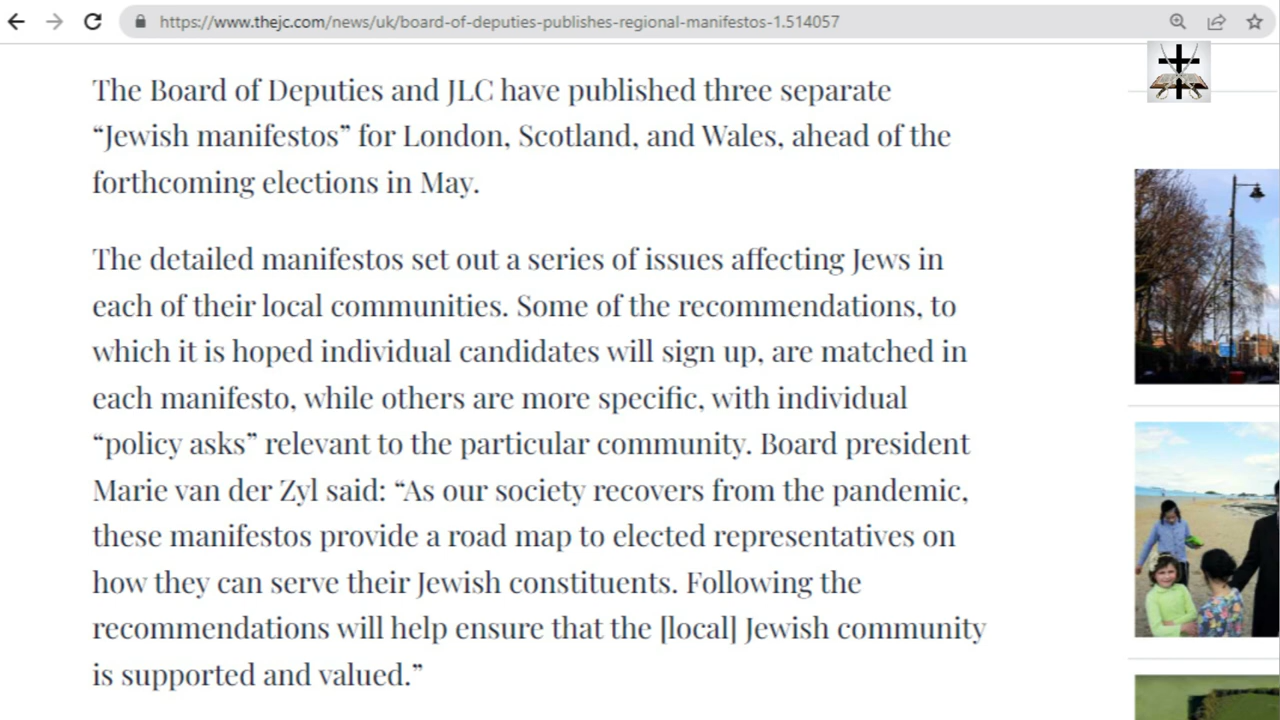 https://www.thejc.com/news/uk/board-of-deputies-publishes-regional-manifestos-1.514057
The Board of Deputies and JLC have published three separate
“Jewish manifestos” for London, Scotland, and Wales, ahead of the
forthcoming elections in May.
The detailed manifestos set out a series of issues affecting Jews in
each of their local communities. Some of the recommendations, to
which it is hoped individual candidates will sign up, are matched in
each manifesto, while others are more specific, with individual
“policy asks” relevant to the particular community. Board president
Marie van der Zyl said: “As our society recovers from the pandemic,
these manifestos provide a road map to elected representatives on
how they can serve their Jewish constituents. Following the
recommendations will help ensure that the [local] Jewish community
is supported and valued.”